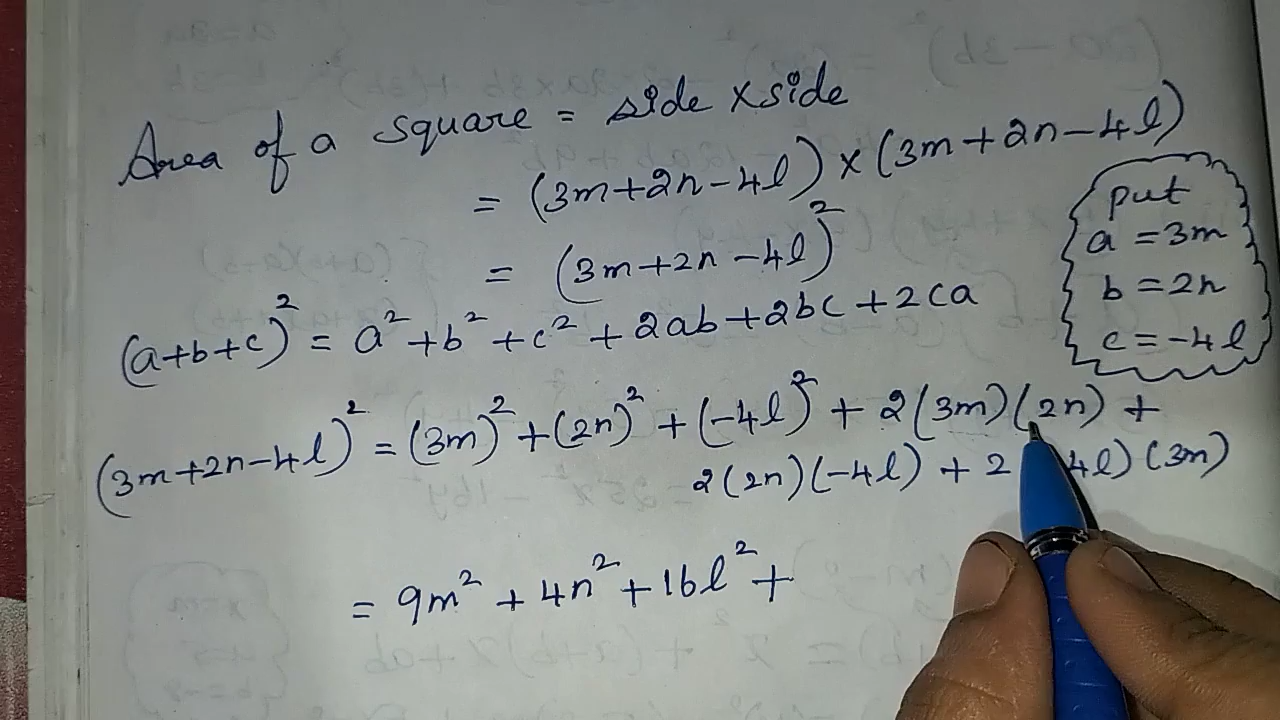 Area of a square = side × side
= (3m+2n-4l) × (3m+2n-4l)
= (3m+2n-4l)²
put
a = 3m
b = 2n
c = -4l
(a+b+c)² = a² + b² + c² + 2ab + 2bc + 2ca
(3m+2n-4l)² = (3m)² + (2n)² + (-4l)² + 2(3m)(2n) +
2(2n)(-4l) + 2 4l)(3m)
= 9m² + 4n² + 16l² +